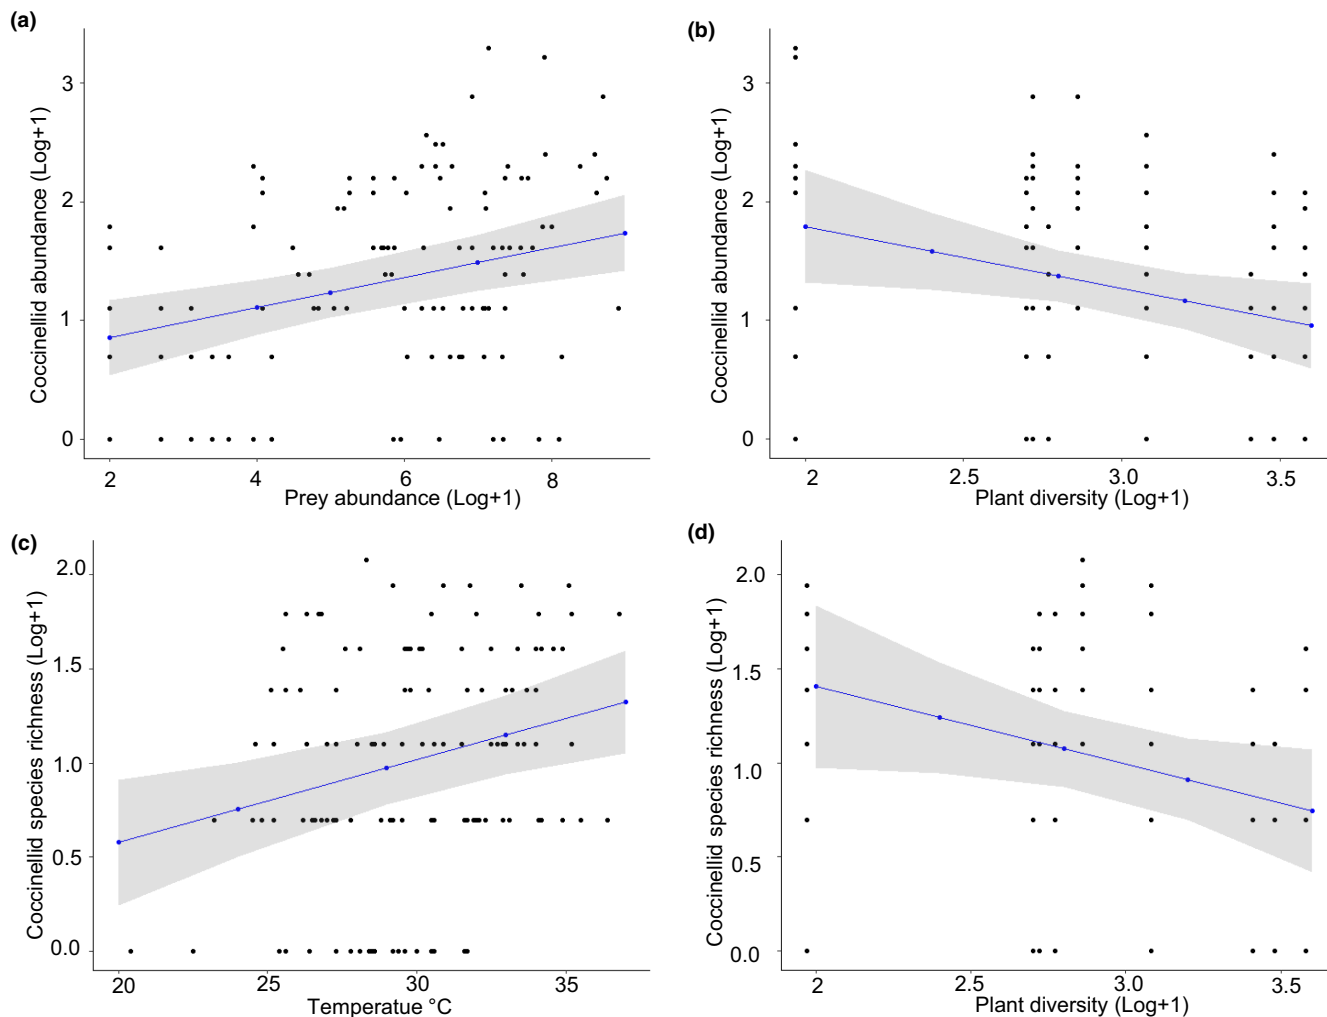 (a)
Coccinellid abundance (Log+1)
3
2
1
0
2 4 6 8
Prey abundance (Log+1)
(b)
Coccinellid abundance (Log+1)
3
2
1
0
2 2.5 3.0 3.5
Plant diversity (Log+1)
(c)
Coccinellid species richness (Log+1)
2.0
1.5
1.0
0.5
0.0
20 25 30 35
Temperatue °C
(d)
Coccinellid species richness (Log+1)
2.0
1.5
1.0
0.5
0.0
2 2.5 3.0 3.5
Plant diversity (Log+1)